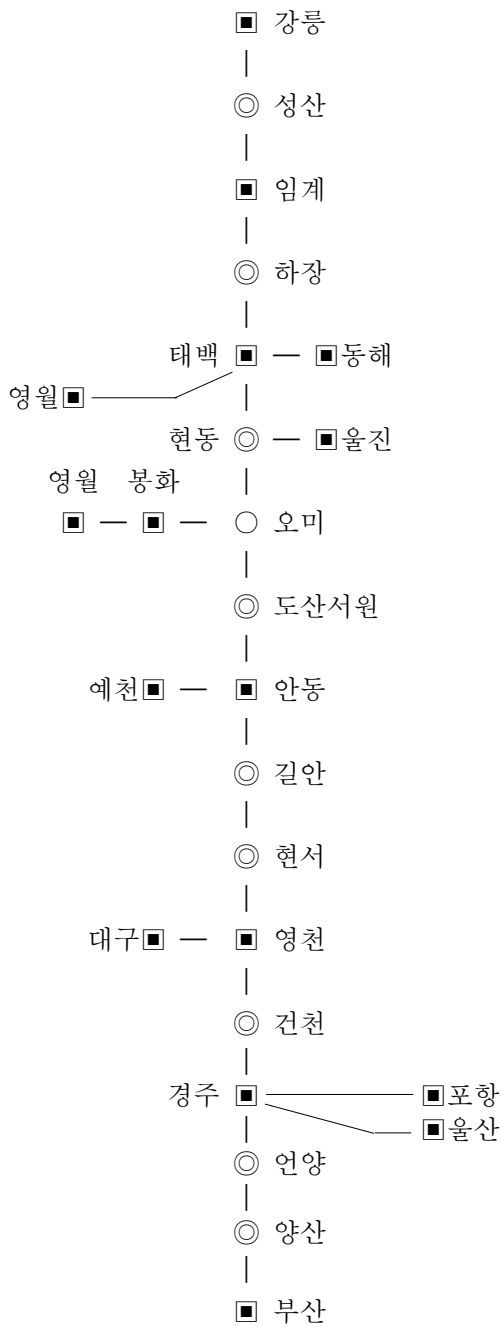 ▣ 강릉
◎ 성산
▣ 임계
◎ 하장
태백 ▣ — ▣동해
영월▣
현동 ◎ — ▣울진
영월 봉화
▣ — ▣ — ○ 오미
◎ 도산서원
예천▣ — ▣ 안동
◎ 길안
◎ 현서
대구▣ — ▣ 영천
◎ 건천
경주 ▣ ▣포항
▣울산
◎ 언양
◎ 양산
▣ 부산